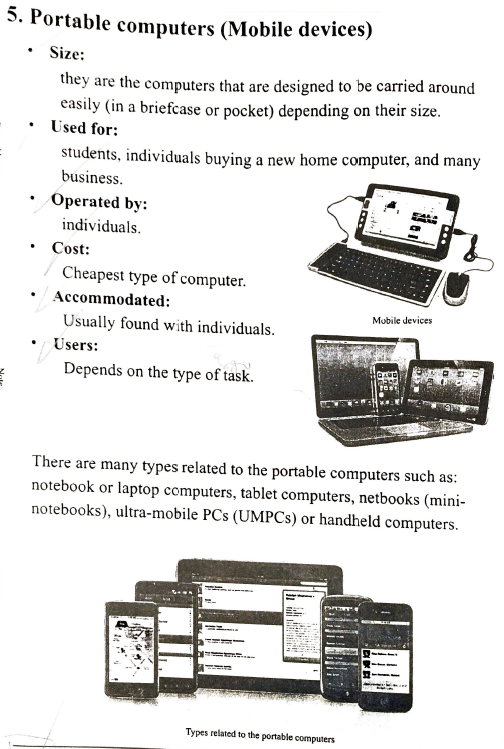 5. Portable computers (Mobile devices)
• Size:
they are the computers that are designed to be carried around
easily (in a briefcase or pocket) depending on their size.
• Used for:
students, individuals buying a new home computer, and many
business.
• Operated by:
individuals.
• Cost:
Cheapest type of computer.
• Accommodated:
Usually found with individuals.
• Users:
Depends on the type of task.
Mobile devices
There are many types related to the portable computers such as:
notebook or laptop computers, tablet computers, netbooks (mini-
notebooks), ultra-mobile PCs (UMPCs) or handheld computers.
Types related to the portable computers